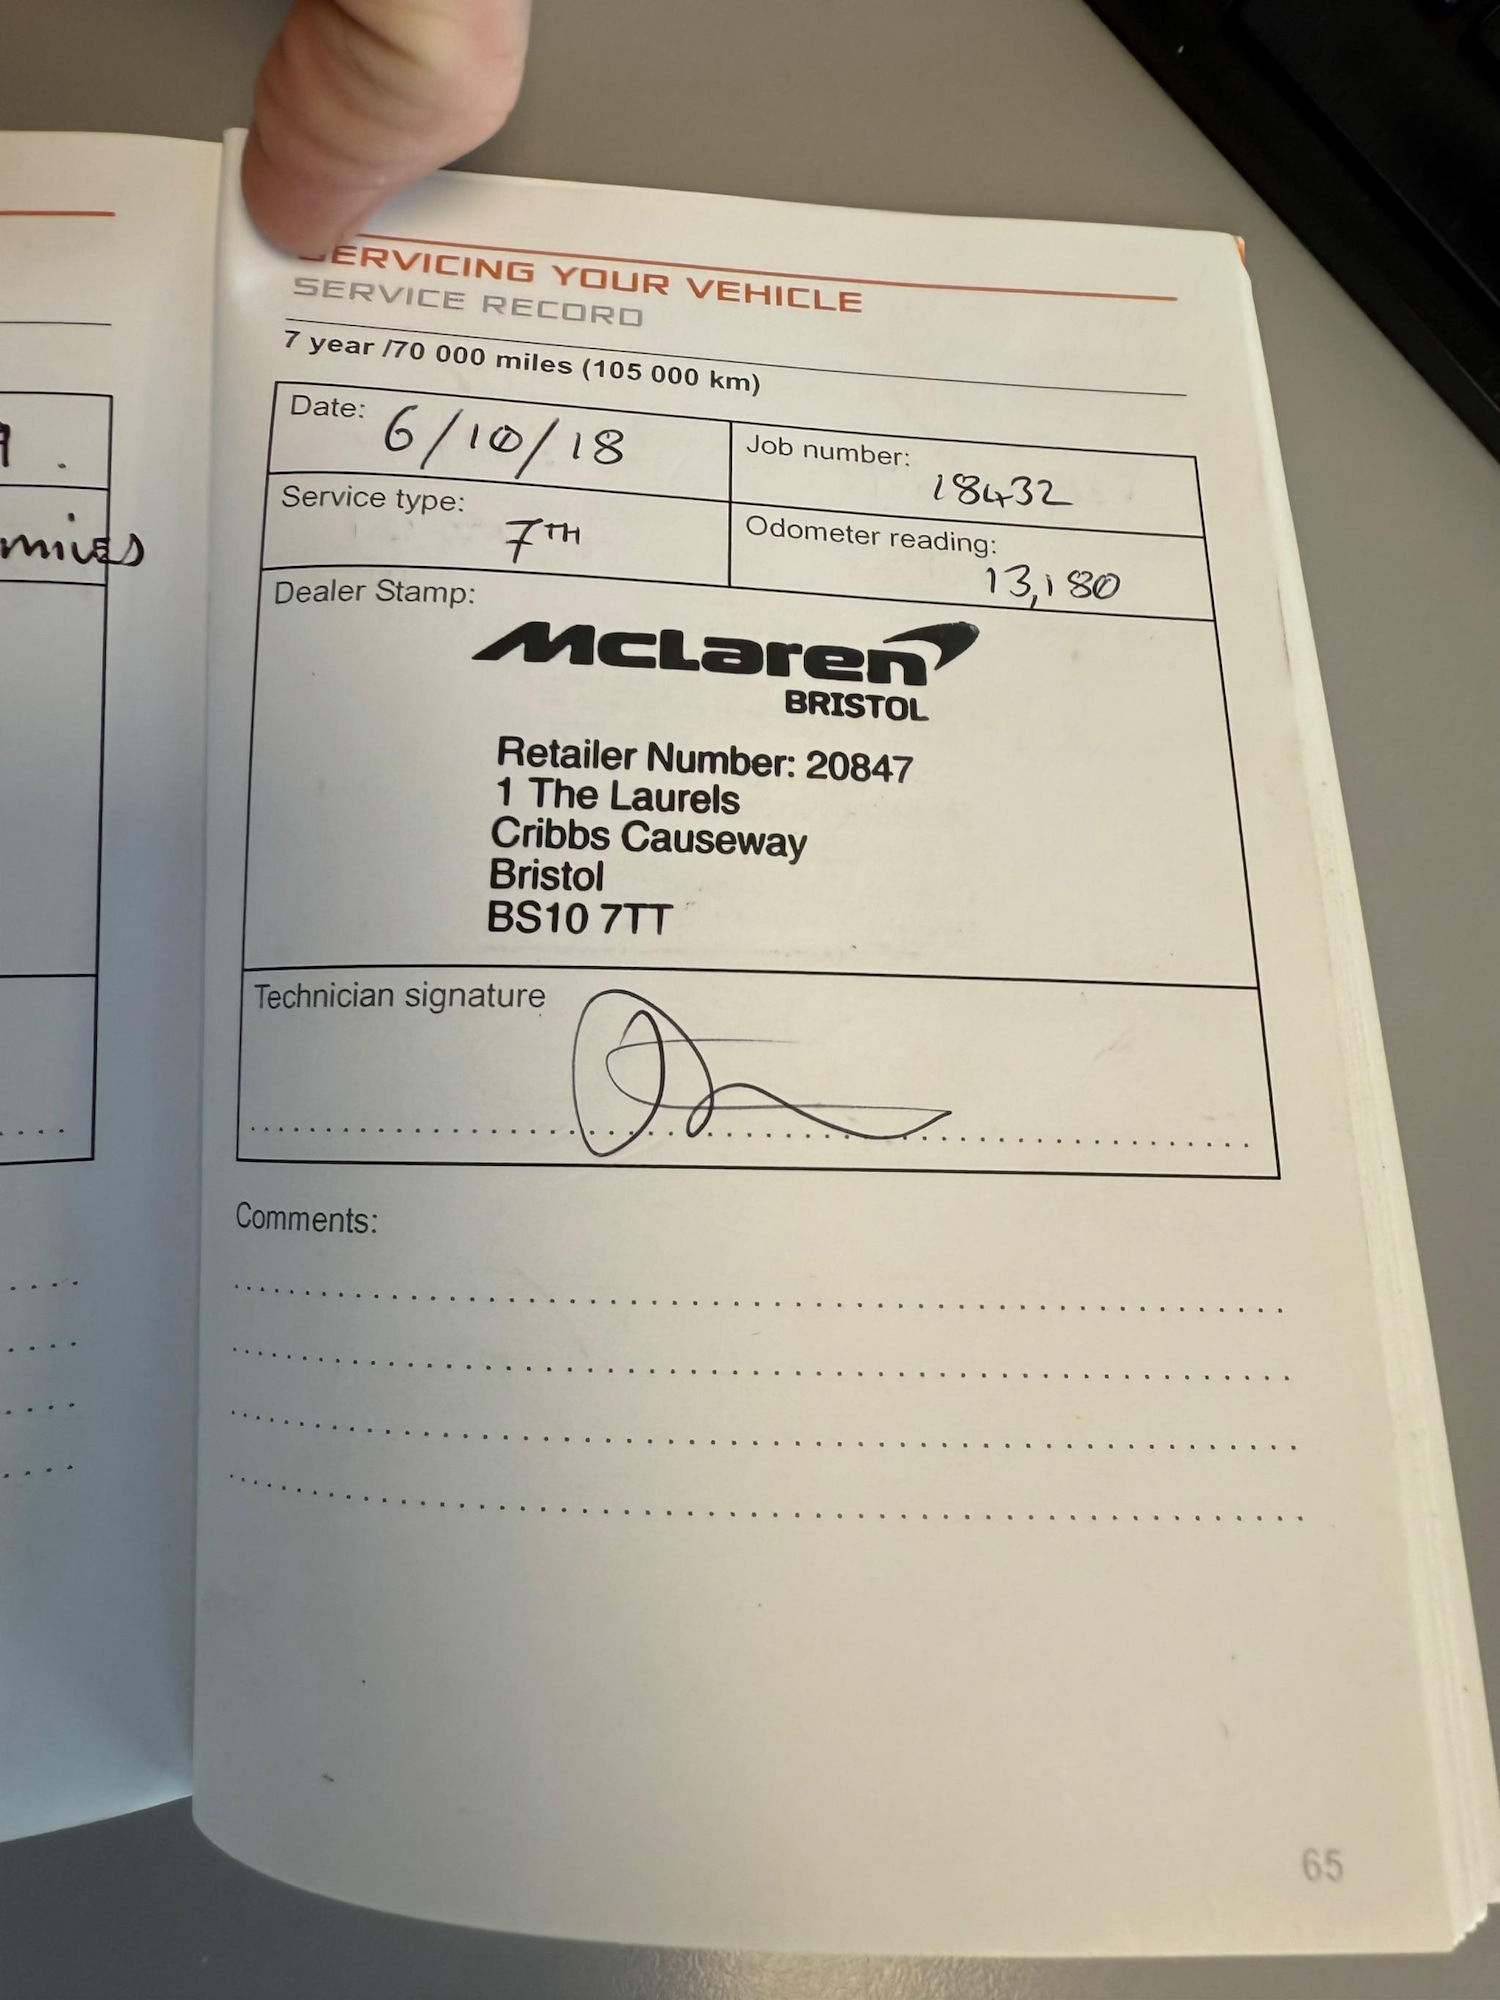 SERVICING YOUR VEHICLE
SERVICE RECORD
7 year /70 000 miles (105 000 km)
Date: 6/10/18
Job number: 18432
Service type: 7TH
Odometer reading: 13,180
Dealer Stamp:
McLaren
BRISTOL
Retailer Number: 20847
1 The Laurels
Cribbs Causeway
Bristol
BS10 7TT
Technician signature
Comments:
65